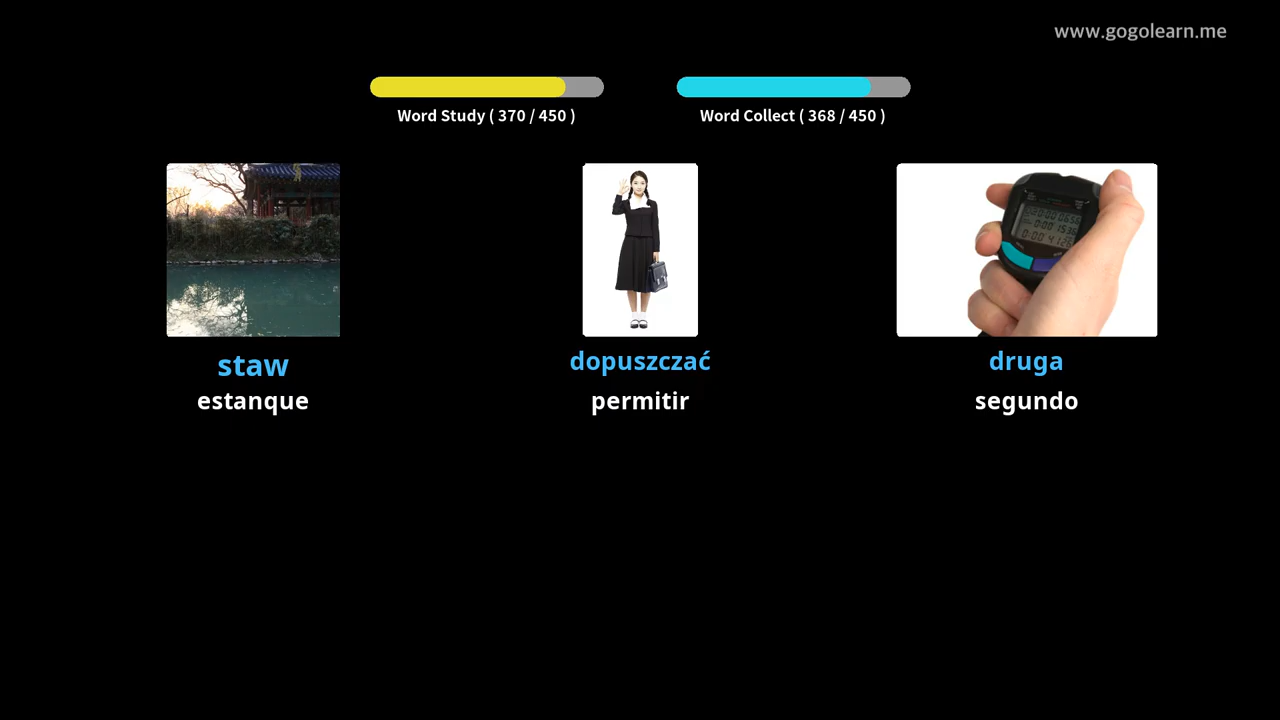 www.gogolearn.me
Word Study ( 370 / 450 )
Word Collect ( 368 / 450 )
staw
estanque
dopuszczać
permitir
druga
segundo